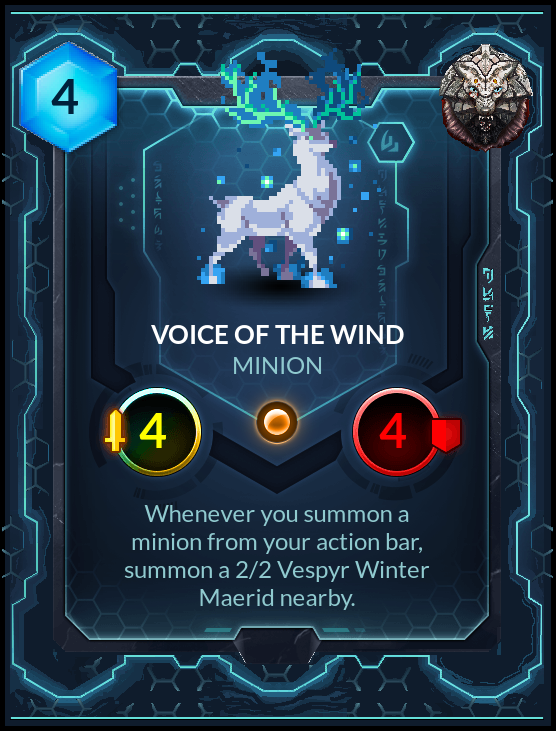 4
VOICE OF THE WIND
MINION
4
4
Whenever you summon a
minion from your action bar,
summon a 2/2 Vespyr Winter
Maerid nearby.